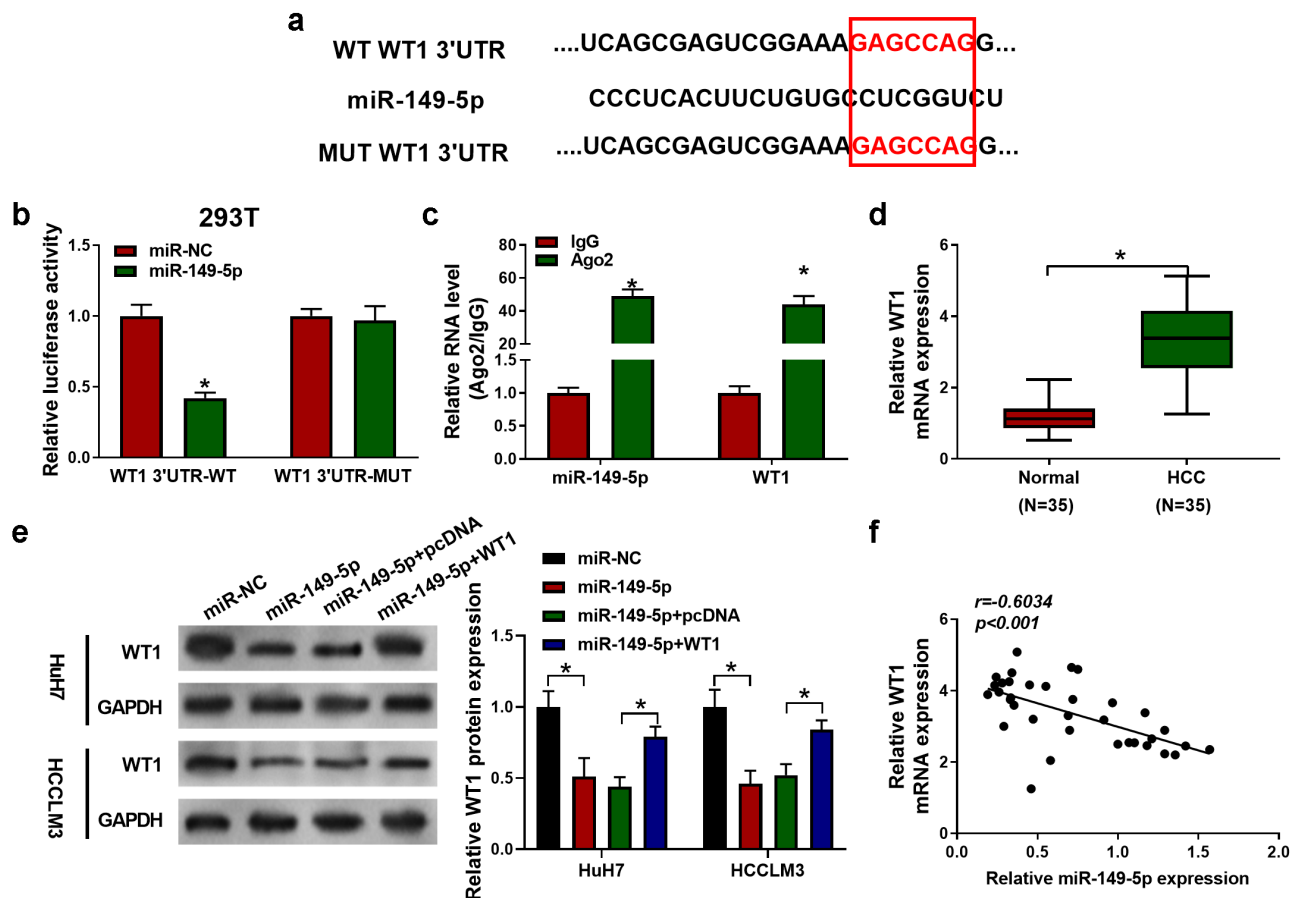 a
WT WT1 3'UTR ....UCAGCGAGUCGGAAAGAGCCAGG...
miR-149-5p CCCUCACUUCUGUGCCUCGGUCU
MUT WT1 3'UTR ....UCAGCGAGUCGGAAAGAGCCAGG...
b
293T
Relative luciferase activity
miR-NC
miR-149-5p
1.5
1.0
0.5
0.0
*
WT1 3'UTR-WT WT1 3'UTR-MUT
c
Relative RNA level
(Ago2/IgG)
IgG
Ago2
80
60
40
20
1.5
1.0
0.5
0.0
* *
miR-149-5p WT1
d
Relative WT1
mRNA expression
6
4
2
0
*
Normal HCC
(N=35) (N=35)
e
miR-NC miR-149-5p miR-149-5p+pcDNA miR-149-5p+WT1
HuH7
WT1
GAPDH
HCCLM3
WT1
GAPDH
Relative WT1 protein expression
miR-NC
miR-149-5p
miR-149-5p+pcDNA
miR-149-5p+WT1
1.5
1.0
0.5
0.0
* * * *
HuH7 HCCLM3
f
r=-0.6034
p<0.001
Relative WT1
mRNA expression
6
4
2
0
0.0 0.5 1.0 1.5 2.0
Relative miR-149-5p expression